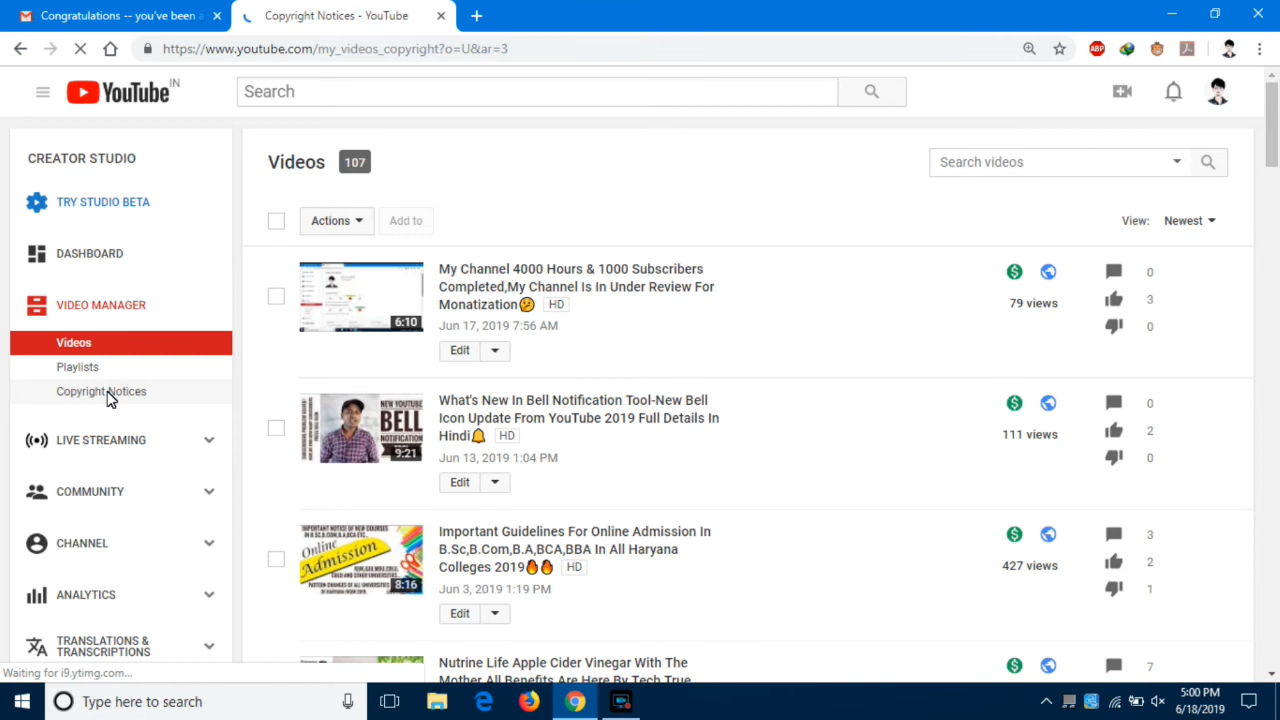 Congratulations -- you've been a
Copyright Notices - YouTube
https://www.youtube.com/my_videos_copyright?o=U&ar=3
ABP
YouTube IN
Search
CREATOR STUDIO
TRY STUDIO BETA
DASHBOARD
VIDEO MANAGER
Videos
Playlists
Copyright Notices
LIVE STREAMING
COMMUNITY
CHANNEL
ANALYTICS
TRANSLATIONS &
TRANSCRIPTIONS
Waiting for i9.ytimg.com...
Videos 107
Search videos
Actions
Add to
View: Newest
6:10
My Channel 4000 Hours & 1000 Subscribers
Completed,My Channel Is In Under Review For
Monatization🤔 HD
Jun 17, 2019 7:56 AM
Edit
79 views
0
3
0
NEW YOUTUBE
BELL
NOTIFICATION
9:21
What's New In Bell Notification Tool-New Bell
Icon Update From YouTube 2019 Full Details In
Hindi🔔 HD
Jun 13, 2019 1:04 PM
Edit
111 views
0
2
0
IMPORTANT NOTICE OF NEW COURSES
Online
Admission
8:16
Important Guidelines For Online Admission In
B.Sc,B.Com,B.A,BCA,BBA In All Haryana
Colleges 2019🔥🔥 HD
Jun 3, 2019 1:19 PM
Edit
427 views
3
2
1
Nutrine Life Apple Cider Vinegar With The
Mother All Benefits Are Here By Tech True
7
Type here to search
5:00 PM
6/18/2019